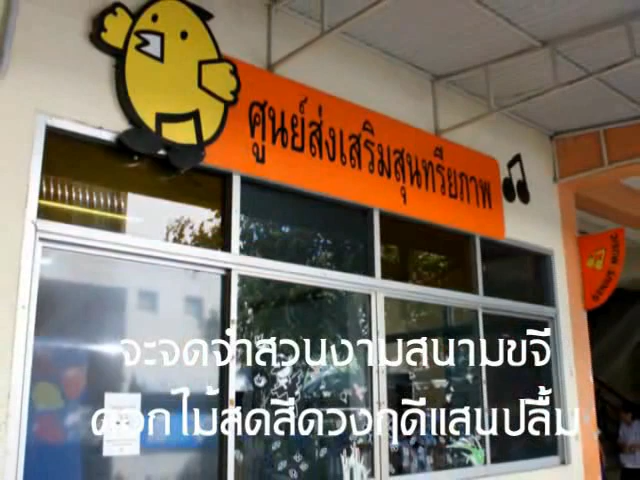 ศูนย์ส่งเสริมสุนทรียภาพ
จะจดจำสวนงามสนามขจี
ดอกไม้สดสีดวงฤดีแสนปลื้ม